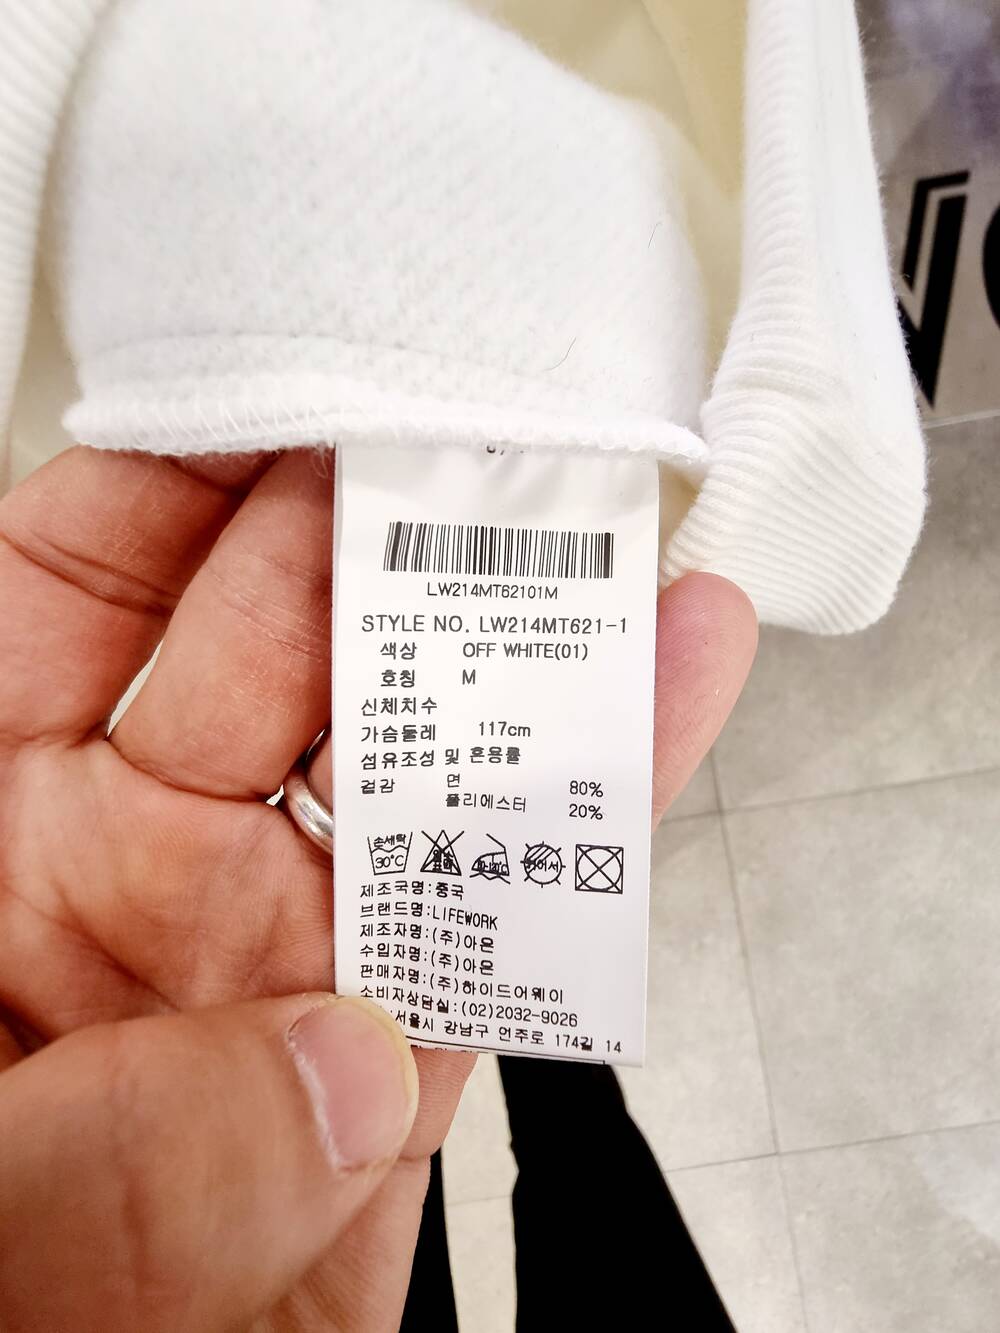 LW214MT62101M
STYLE NO. LW214MT621-1
색상 OFF WHITE(01)
호칭 M
신체치수
가슴둘레 117cm
섬유조성 및 혼용률
겉감 면 80%
폴리에스터 20%
손세탁
30℃
제조국명:중국
브랜드명:LIFEWORK
제조자명:(주)아은
수입자명:(주)아은
판매자명:(주)하이드어웨이
소비자상담실:(02)2032-9026
서울시 강남구 언주로 174길 14